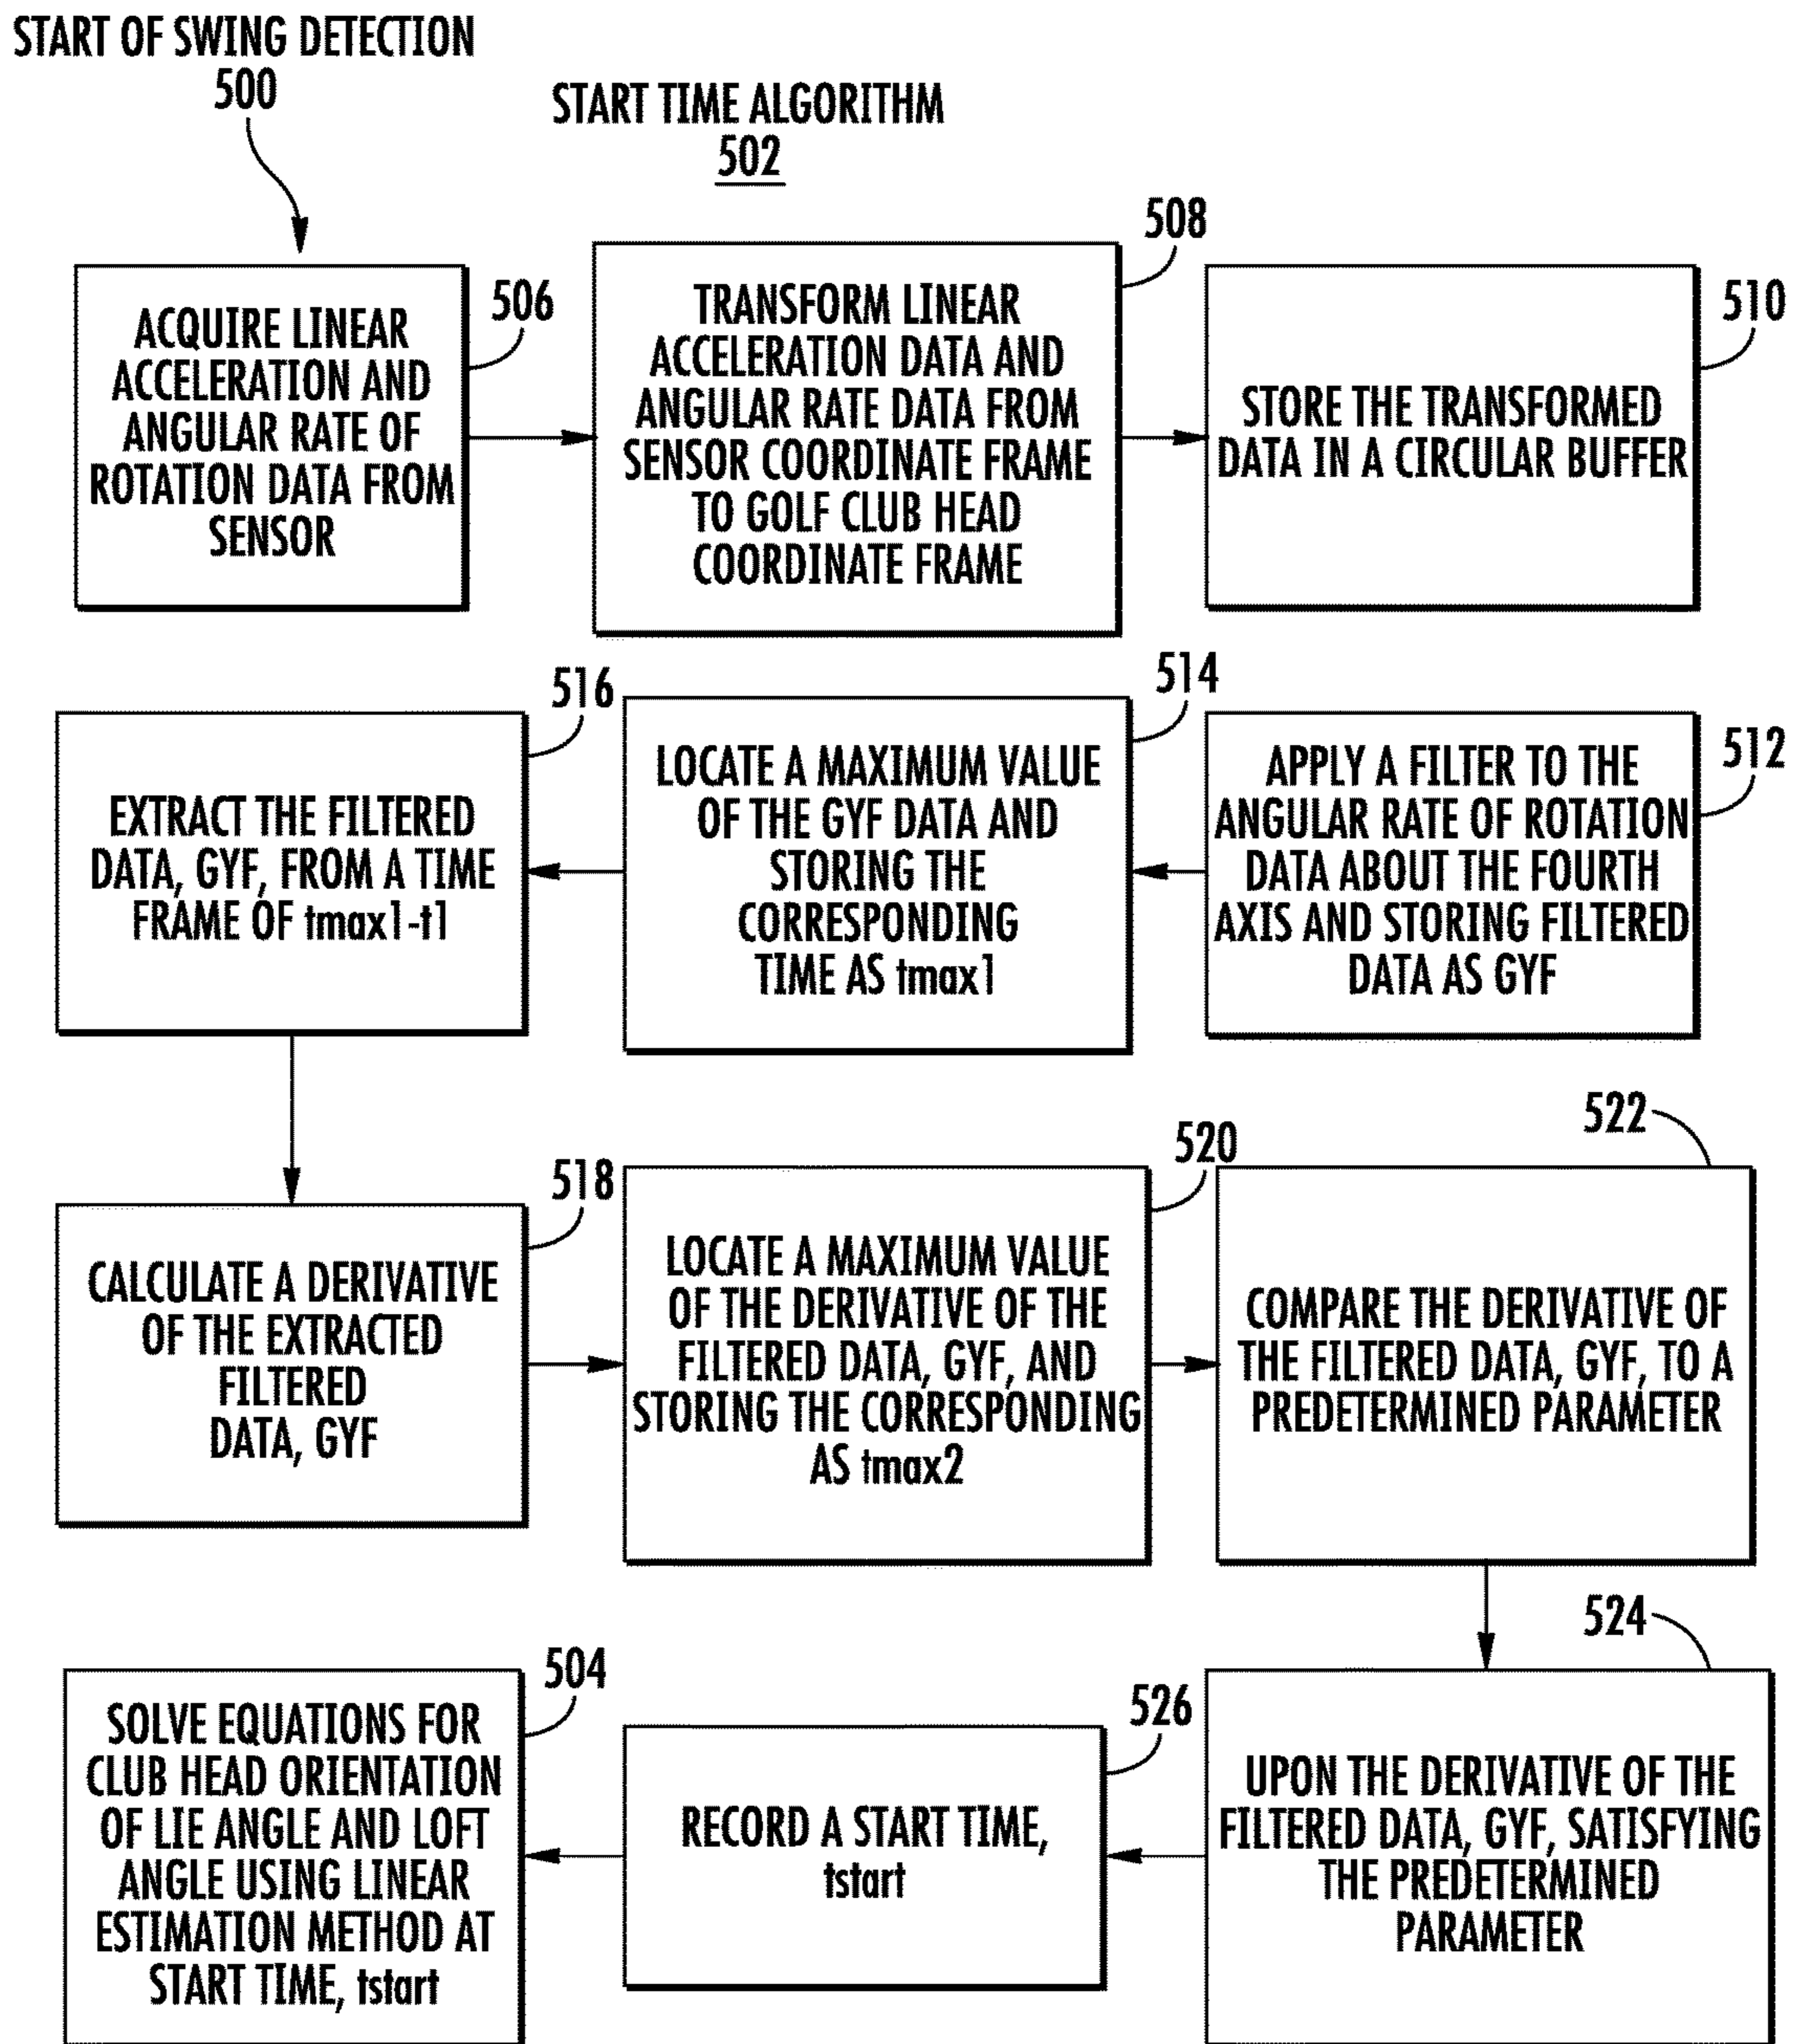 START OF SWING DETECTION
500
START TIME ALGORITHM
502
506
ACQUIRE LINEAR
ACCELERATION AND
ANGULAR RATE OF
ROTATION DATA FROM
SENSOR
508
TRANSFORM LINEAR
ACCELERATION DATA AND
ANGULAR RATE DATA FROM
SENSOR COORDINATE FRAME
TO GOLF CLUB HEAD
COORDINATE FRAME
510
STORE THE TRANSFORMED
DATA IN A CIRCULAR BUFFER
512
APPLY A FILTER TO THE
ANGULAR RATE OF ROTATION
DATA ABOUT THE FOURTH
AXIS AND STORING FILTERED
DATA AS GYF
514
LOCATE A MAXIMUM VALUE
OF THE GYF DATA AND
STORING THE
CORRESPONDING
TIME AS tmax1
516
EXTRACT THE FILTERED
DATA, GYF, FROM A TIME
FRAME OF tmax1-t1
518
CALCULATE A DERIVATIVE
OF THE EXTRACTED
FILTERED
DATA, GYF
520
LOCATE A MAXIMUM VALUE
OF THE DERIVATIVE OF THE
FILTERED DATA, GYF, AND
STORING THE CORRESPONDING
AS tmax2
522
COMPARE THE DERIVATIVE OF
THE FILTERED DATA, GYF, TO A
PREDETERMINED PARAMETER
524
UPON THE DERIVATIVE OF THE
FILTERED DATA, GYF, SATISFYING
THE PREDETERMINED
PARAMETER
526
RECORD A START TIME,
tstart
504
SOLVE EQUATIONS FOR
CLUB HEAD ORIENTATION
OF LIE ANGLE AND LOFT
ANGLE USING LINEAR
ESTIMATION METHOD AT
START TIME, tstart